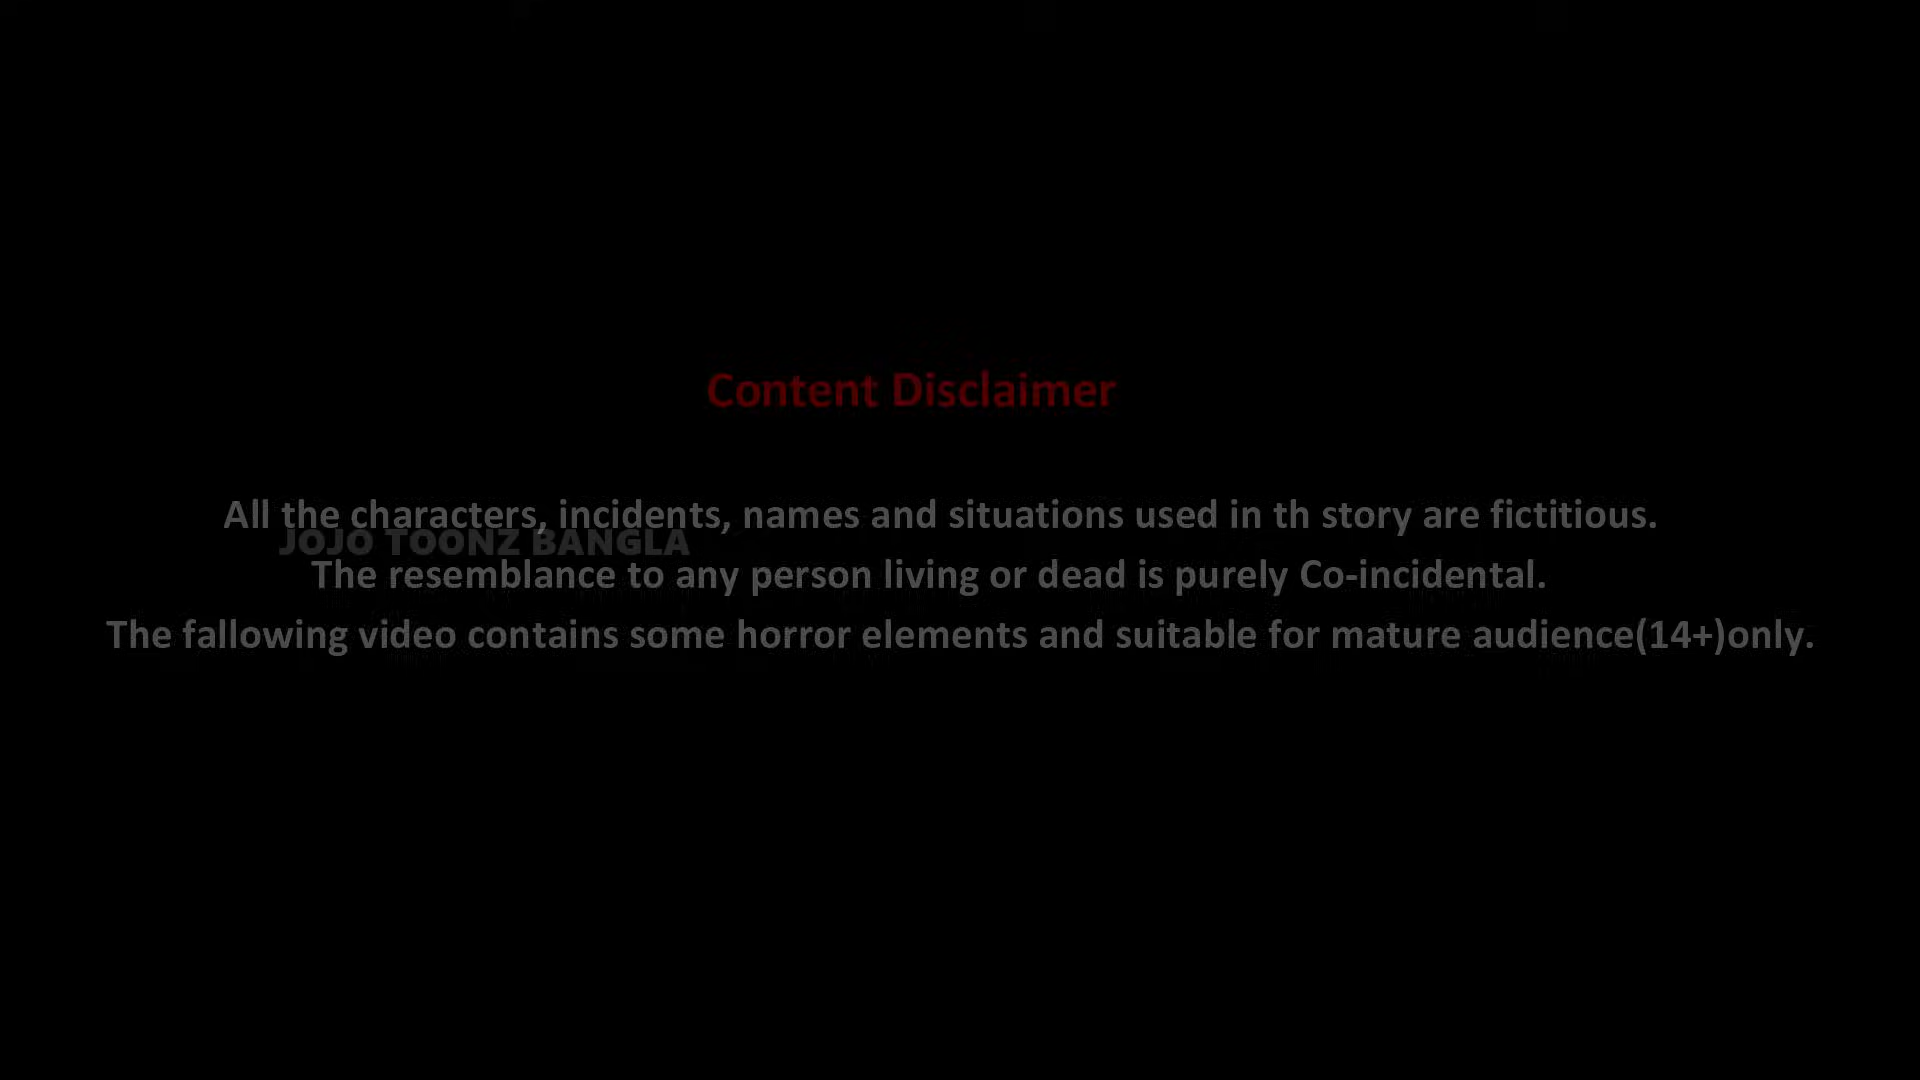 Content Disclaimer
All the characters, incidents, names and situations used in th story are fictitious.
JOJO TOONZ BANGLA
The resemblance to any person living or dead is purely Co-incidental.
The fallowing video contains some horror elements and suitable for mature audience(14+)only.